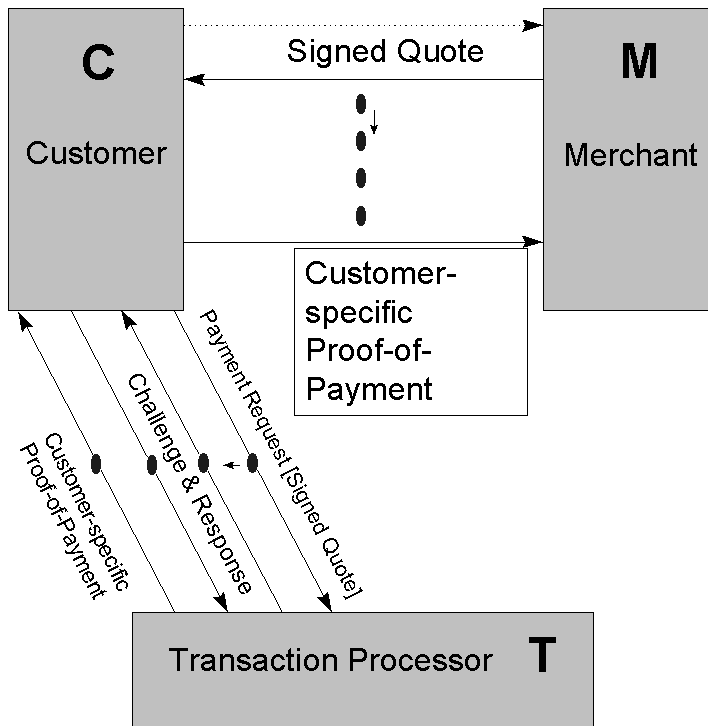 C
Customer
Signed Quote
M
Merchant
Customer-
specific
Proof-of-
Payment
Customer-specific
Proof-of-Payment
Challenge & Response
Payment Request [Signed Quote]
Transaction Processor T